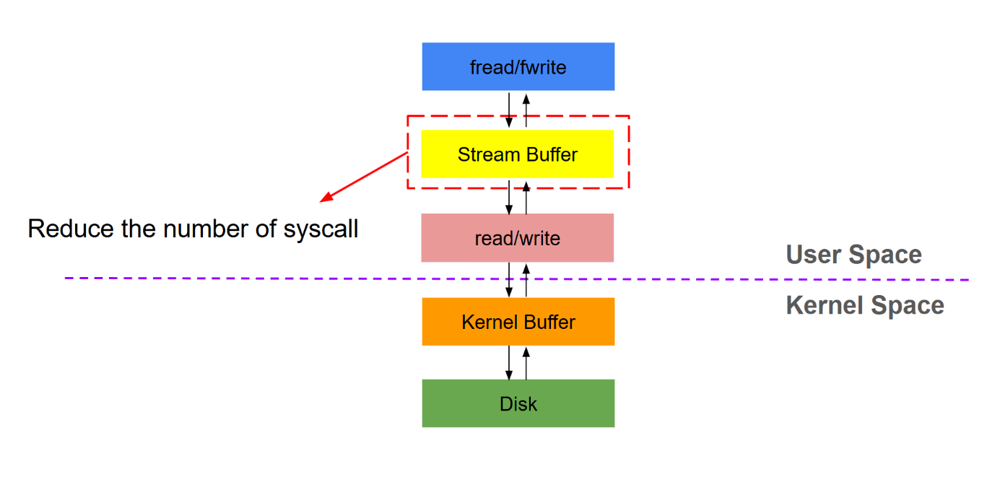 fread/fwrite
Stream Buffer
Reduce the number of syscall
read/write
User Space
Kernel Space
Kernel Buffer
Disk